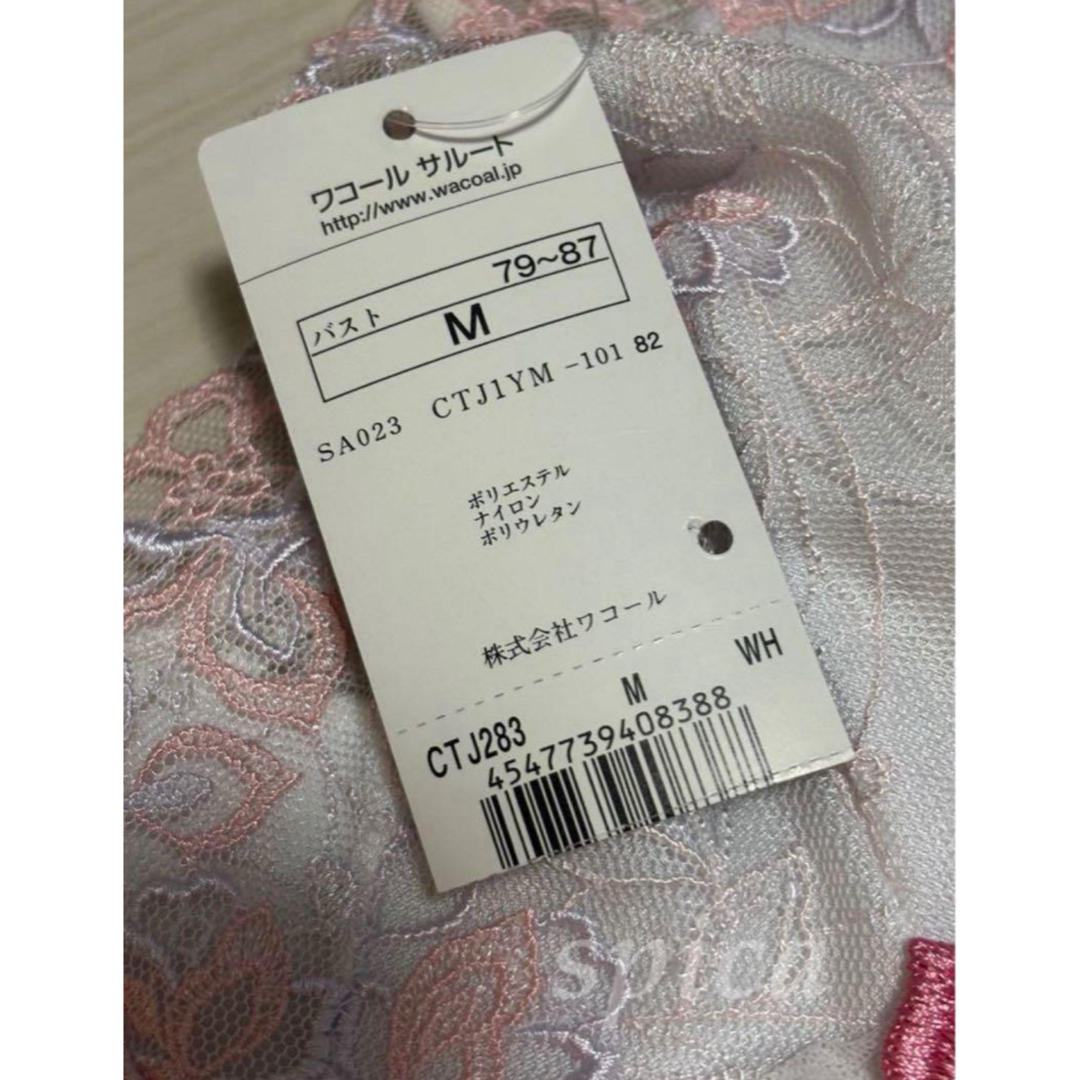 ワコール サルート
http://www.wacoal.jp
バスト 79~87
M
SA023 CTJ1YM -101 82
ポリエステル
ナイロン
ポリウレタン
株式会社ワコール
CTJ283 M WH
4547739408388
spica